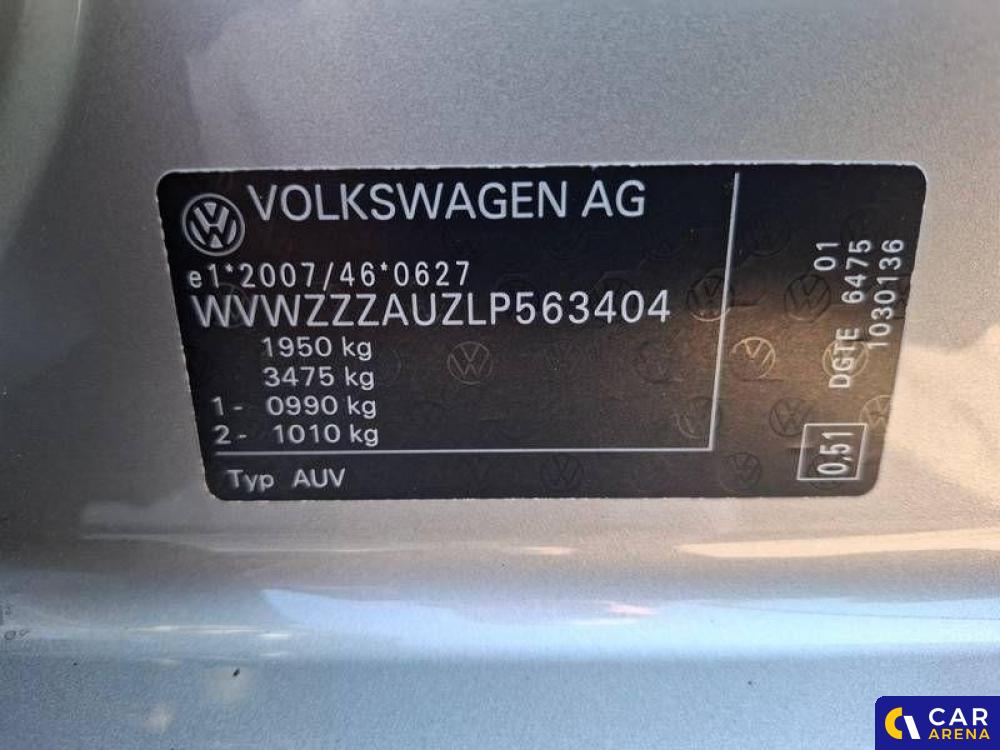 VOLKSWAGEN AG
e1*2007/46*0627
WVWZZZAUZLP563404
1950 kg
3475 kg
1- 0990 kg
2- 1010 kg
Typ AUV
01
DGTE 6475
1030136
0,51
CAR
ARENA